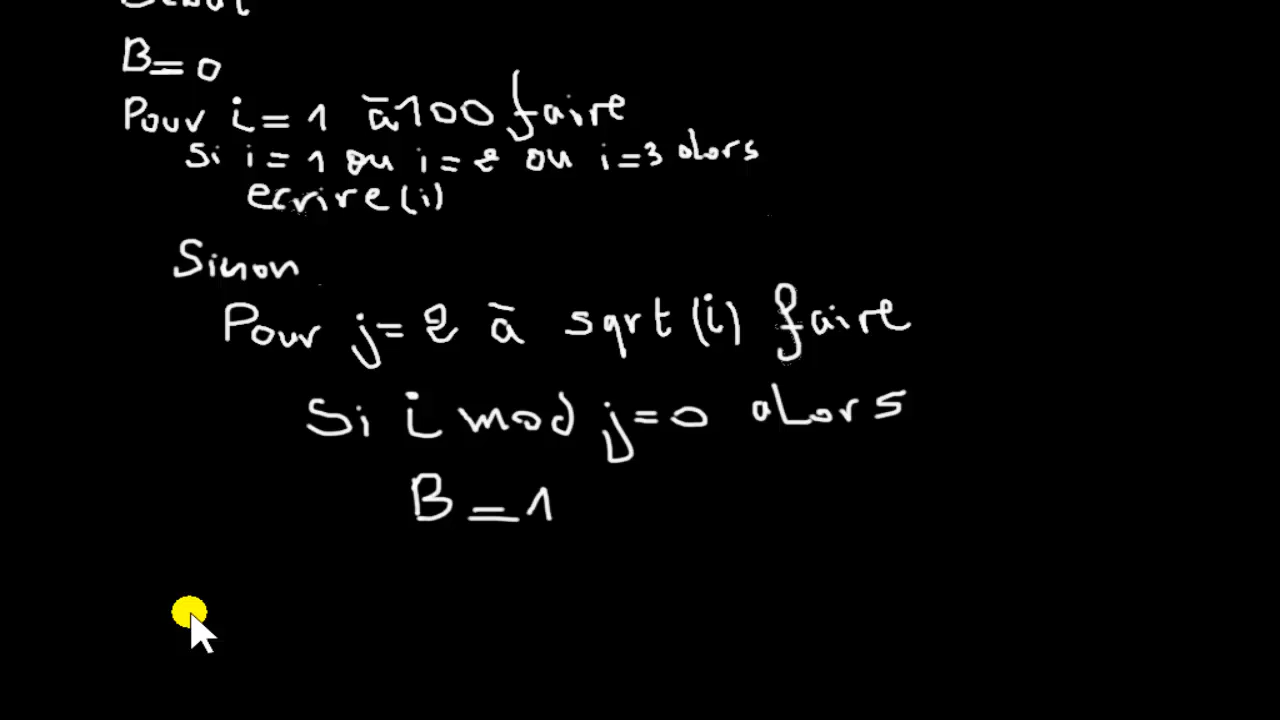 B=0
Pour i=1 à 100 faire
Si i=1 ou i=2 ou i=3 alors
ecrire(i)
Sinon
Pour j=2 à sqrt(i) faire
Si i mod j=0 alors
B=1